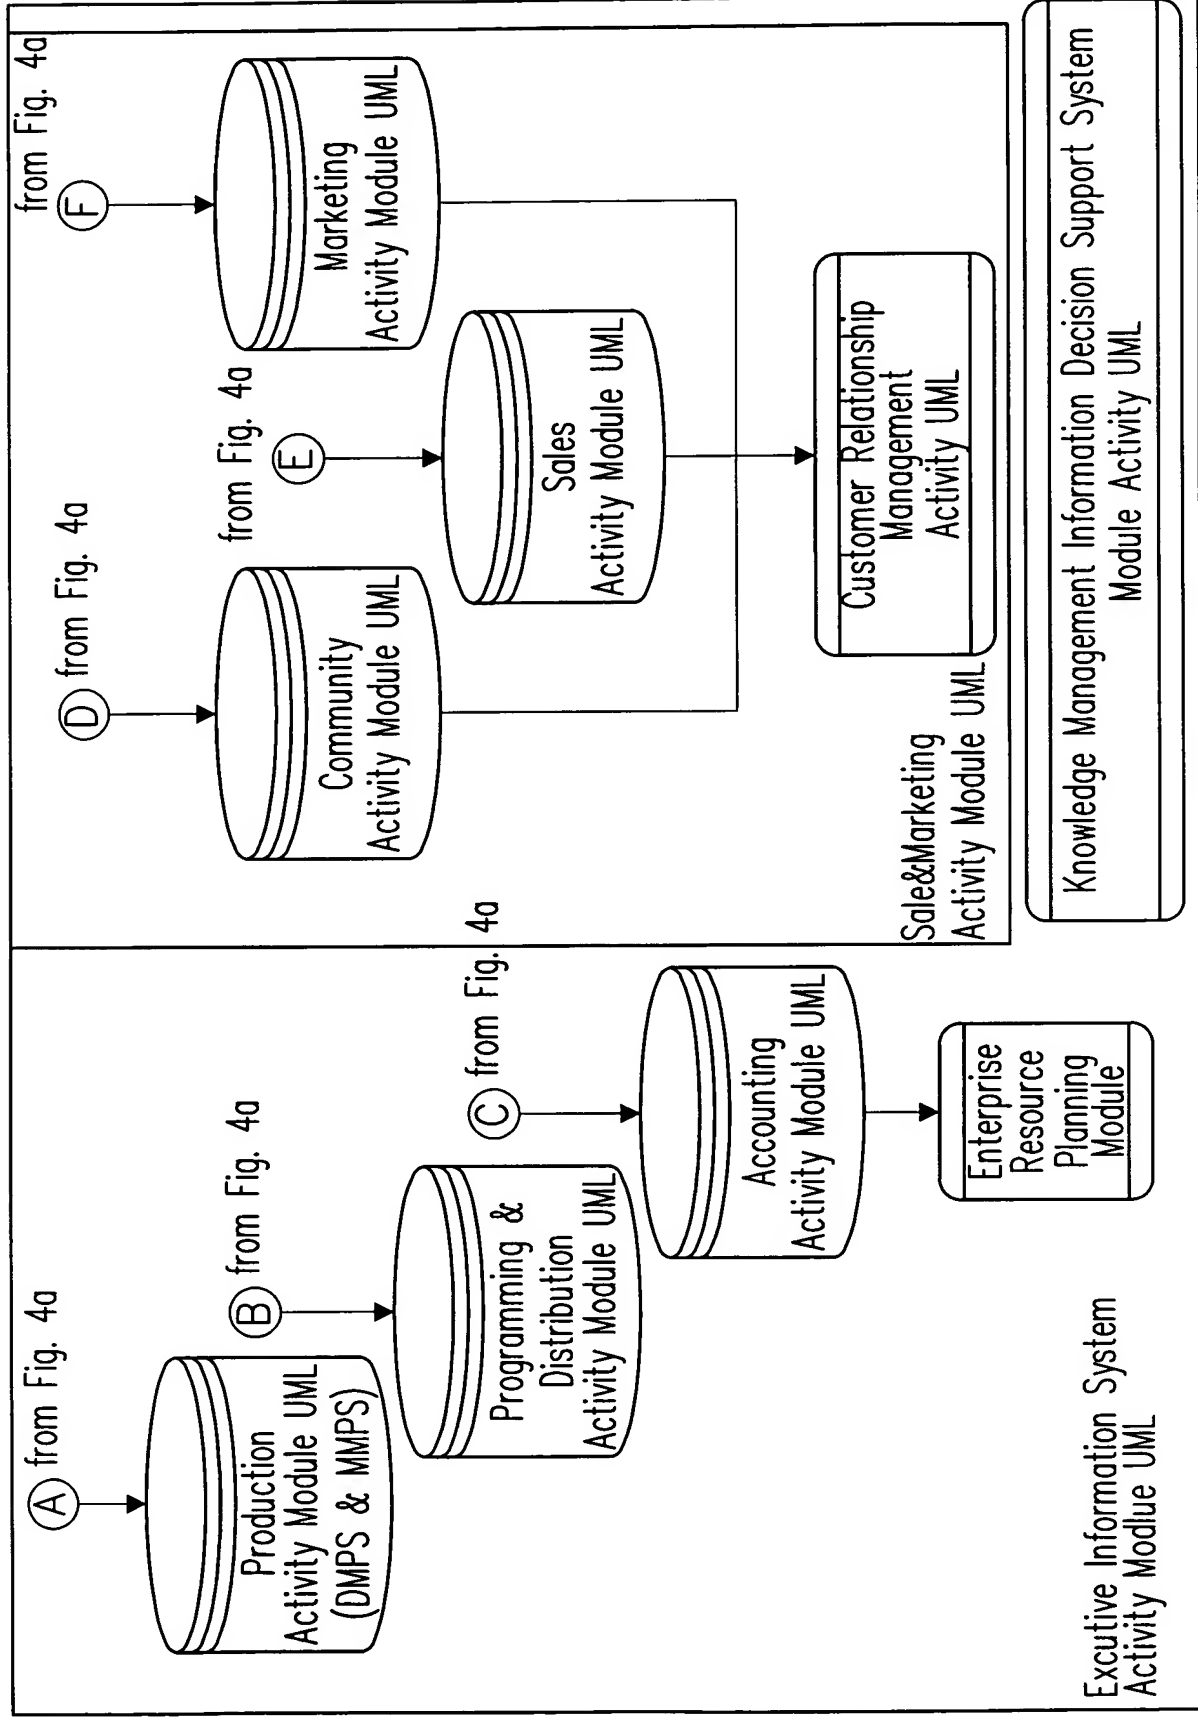 A from Fig. 4a
Production
Activity Module UML
(DMPS & MMPS)
B from Fig. 4a
Programming &
Distribution
Activity Module UML
C from Fig. 4a
Accounting
Activity Module UML
Enterprise
Resource
Planning
Module
Excutive Information System
Activity Modlue UML
D from Fig. 4a
Community
Activity Module UML
from Fig. 4a
E
Sales
Activity Module UML
from Fig. 4a
F
Marketing
Activity Module UML
Customer Relationship
Management
Activity UML
Sale&Marketing
Activity Module UML
Knowledge Management Information Decision Support System
Module Activity UML